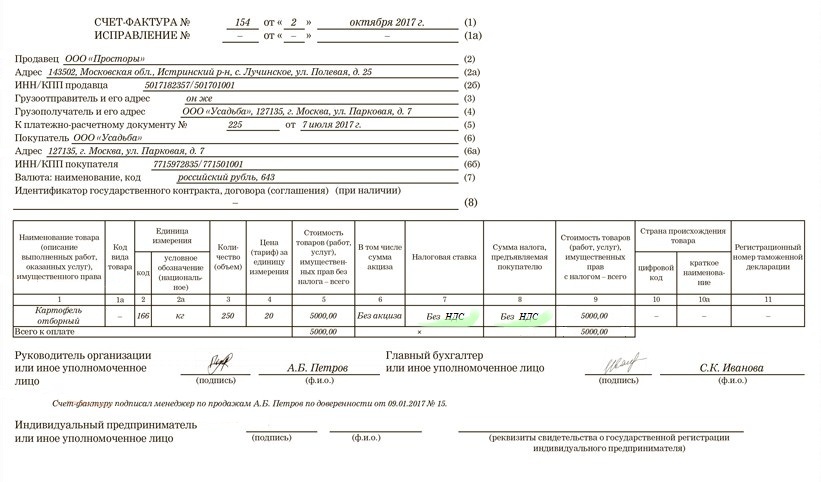 СЧЕТ-ФАКТУРА № 154 от « 2 » октября 2017 г. (1)
ИСПРАВЛЕНИЕ № – от « – » – (1а)
Продавец ООО «Просторы» (2)
Адрес 143502, Московская обл., Истринский р-н, с. Лучинское, ул. Полевая, д. 25 (2а)
ИНН/КПП продавца 5017182357/501701001 (2б)
Грузоотправитель и его адрес он же (3)
Грузополучатель и его адрес ООО «Усадьба», 127135, г. Москва, ул. Парковая, д. 7 (4)
К платежно-расчетному документу № 225 от 7 июля 2017 г. (5)
Покупатель ООО «Усадьба» (6)
Адрес 127135, г. Москва, ул. Парковая, д. 7 (6а)
ИНН/КПП покупателя 7715972835/771501001 (6б)
Валюта: наименование, код российский рубль, 643 (7)
Идентификатор государственного контракта, договора (соглашения) (при наличии)
– (8)
Наименование товара (описание выполненных работ, оказанных услуг), имущественного права
Код вида товара
Единица измерения
код
условное обозначение (национальное)
Коли-
чество
(объем)
Цена (тариф) за единицу измерения
Стоимость товаров (работ, услуг), имуществен-ных прав без налога – всего
В том числе сумма акциза
Налоговая ставка
Сумма налога, предъявляемая покупателю
Стоимость товаров (работ, услуг), имущественных прав с налогом – всего
Страна происхождения товара
цифровой код
краткое наименова-ние
Регистрационный номер таможенной декларации
1 1а 2 2а 3 4 5 6 7 8 9 10 10а 11
Картофель отборный – 166 кг 250 20 5000,00 Без акциза Без НДС Без НДС 5000,00 – – –
Всего к оплате 5000,00 × 5000,00
Руководитель организации
или иное уполномоченное
лицо
А.Б. Петров
(подпись) (ф.и.о.)
Главный бухгалтер
или иное уполномоченное лицо
С.К. Иванова
(подпись) (ф.и.о.)
Счет-фактуру подписал менеджер по продажам А.Б. Петров по доверенности от 09.01.2017 № 15.
Индивидуальный предприниматель
или иное уполномоченное лицо
(подпись) (ф.и.о.)
(реквизиты свидетельства о государственной регистрации
индивидуального предпринимателя)